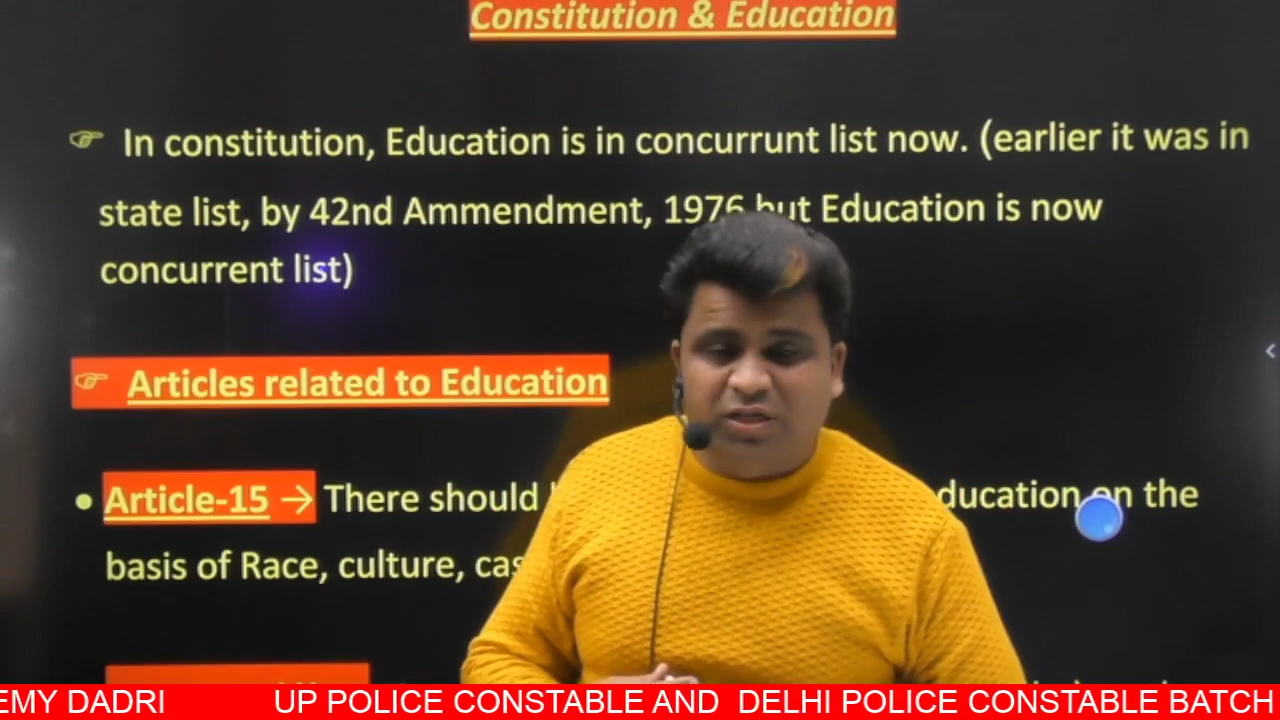 Constitution & Education
☞ In constitution, Education is in concurrunt list now. (earlier it was in
state list, by 42nd Ammendment, 1976 but Education is now
concurrent list)
☞ Articles related to Education
• Article-15 → There should ducation on the
basis of Race, culture,
EMY DADRI UP POLICE CONSTABLE AND DELHI POLICE CONSTABLE BATCH